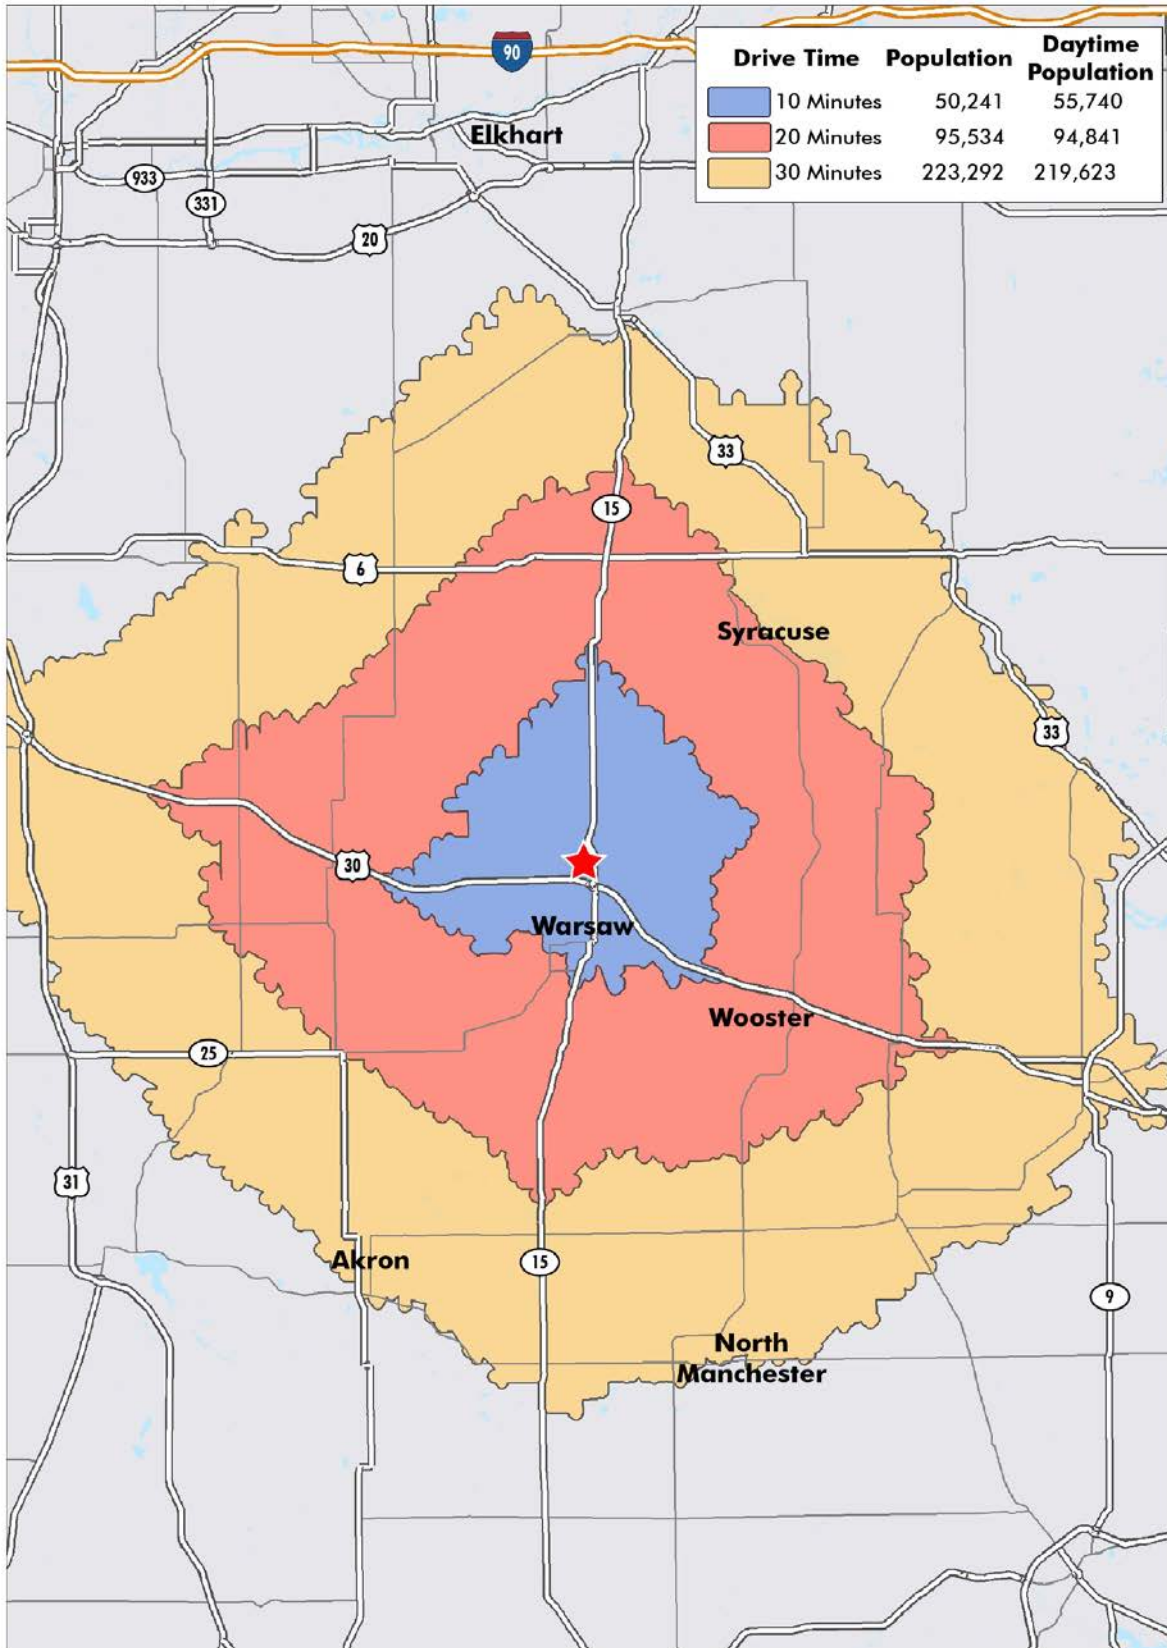 90
Drive Time Population Daytime Population
10 Minutes 50,241 55,740
20 Minutes 95,534 94,841
30 Minutes 223,292 219,623
Elkhart
933
331
20
33
15
6
Syracuse
33
30
Warsaw
Wooster
25
31
Akron
15
9
North
Manchester